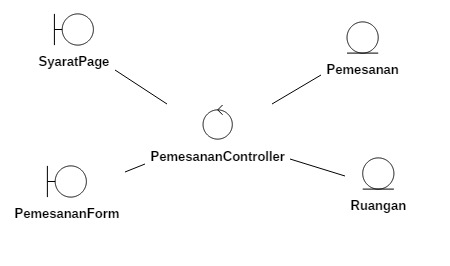 SyaratPage
Pemesanan
PemesananController
PemesananForm
Ruangan